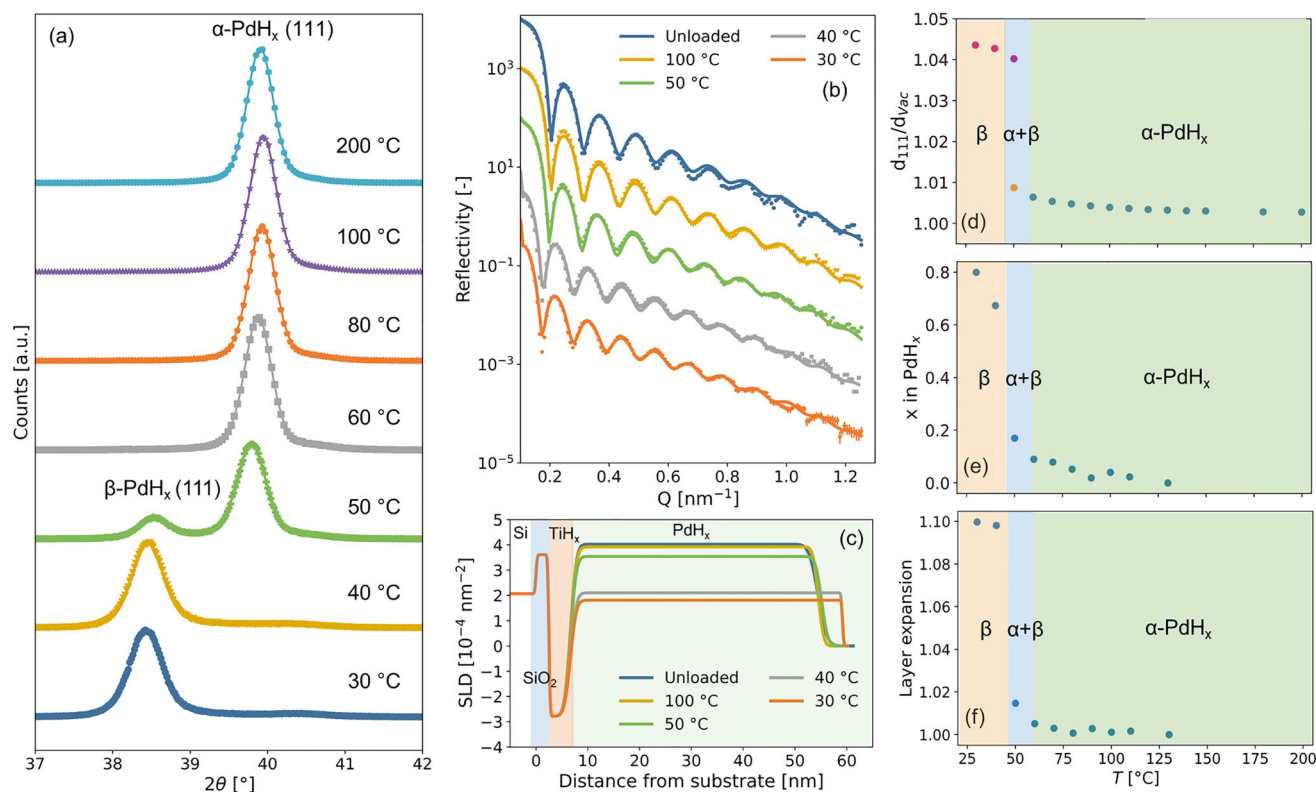 (a)
α-PdHₓ (111)
200 °C
100 °C
80 °C
60 °C
β-PdHₓ (111)
50 °C
40 °C
30 °C
Counts [a.u.]
37 38 39 40 41 42
2θ [°]
(b)
Unloaded
100 °C
50 °C
40 °C
30 °C
Reflectivity [-]
10³
10¹
10⁻¹
10⁻³
10⁻⁵
0.2 0.4 0.6 0.8 1.0 1.2
Q [nm⁻¹]
(c)
Si
TiHₓ
PdHₓ
SiO₂
Unloaded
100 °C
50 °C
40 °C
30 °C
SLD [10⁻⁴ nm⁻²]
5
4
3
2
1
0
−1
−2
−3
−4
0 10 20 30 40 50 60
Distance from substrate [nm]
d₁₁₁/d_Vac
1.05
1.04
1.03
1.02
1.01
1.00
β
α+β
α-PdHₓ
(d)
x in PdHₓ
0.8
0.6
0.4
0.2
0.0
β
α+β
α-PdHₓ
(e)
Layer expansion
1.10
1.08
1.06
1.04
1.02
1.00
β
α+β
α-PdHₓ
(f)
25 50 75 100 125 150 175 200
T [°C]